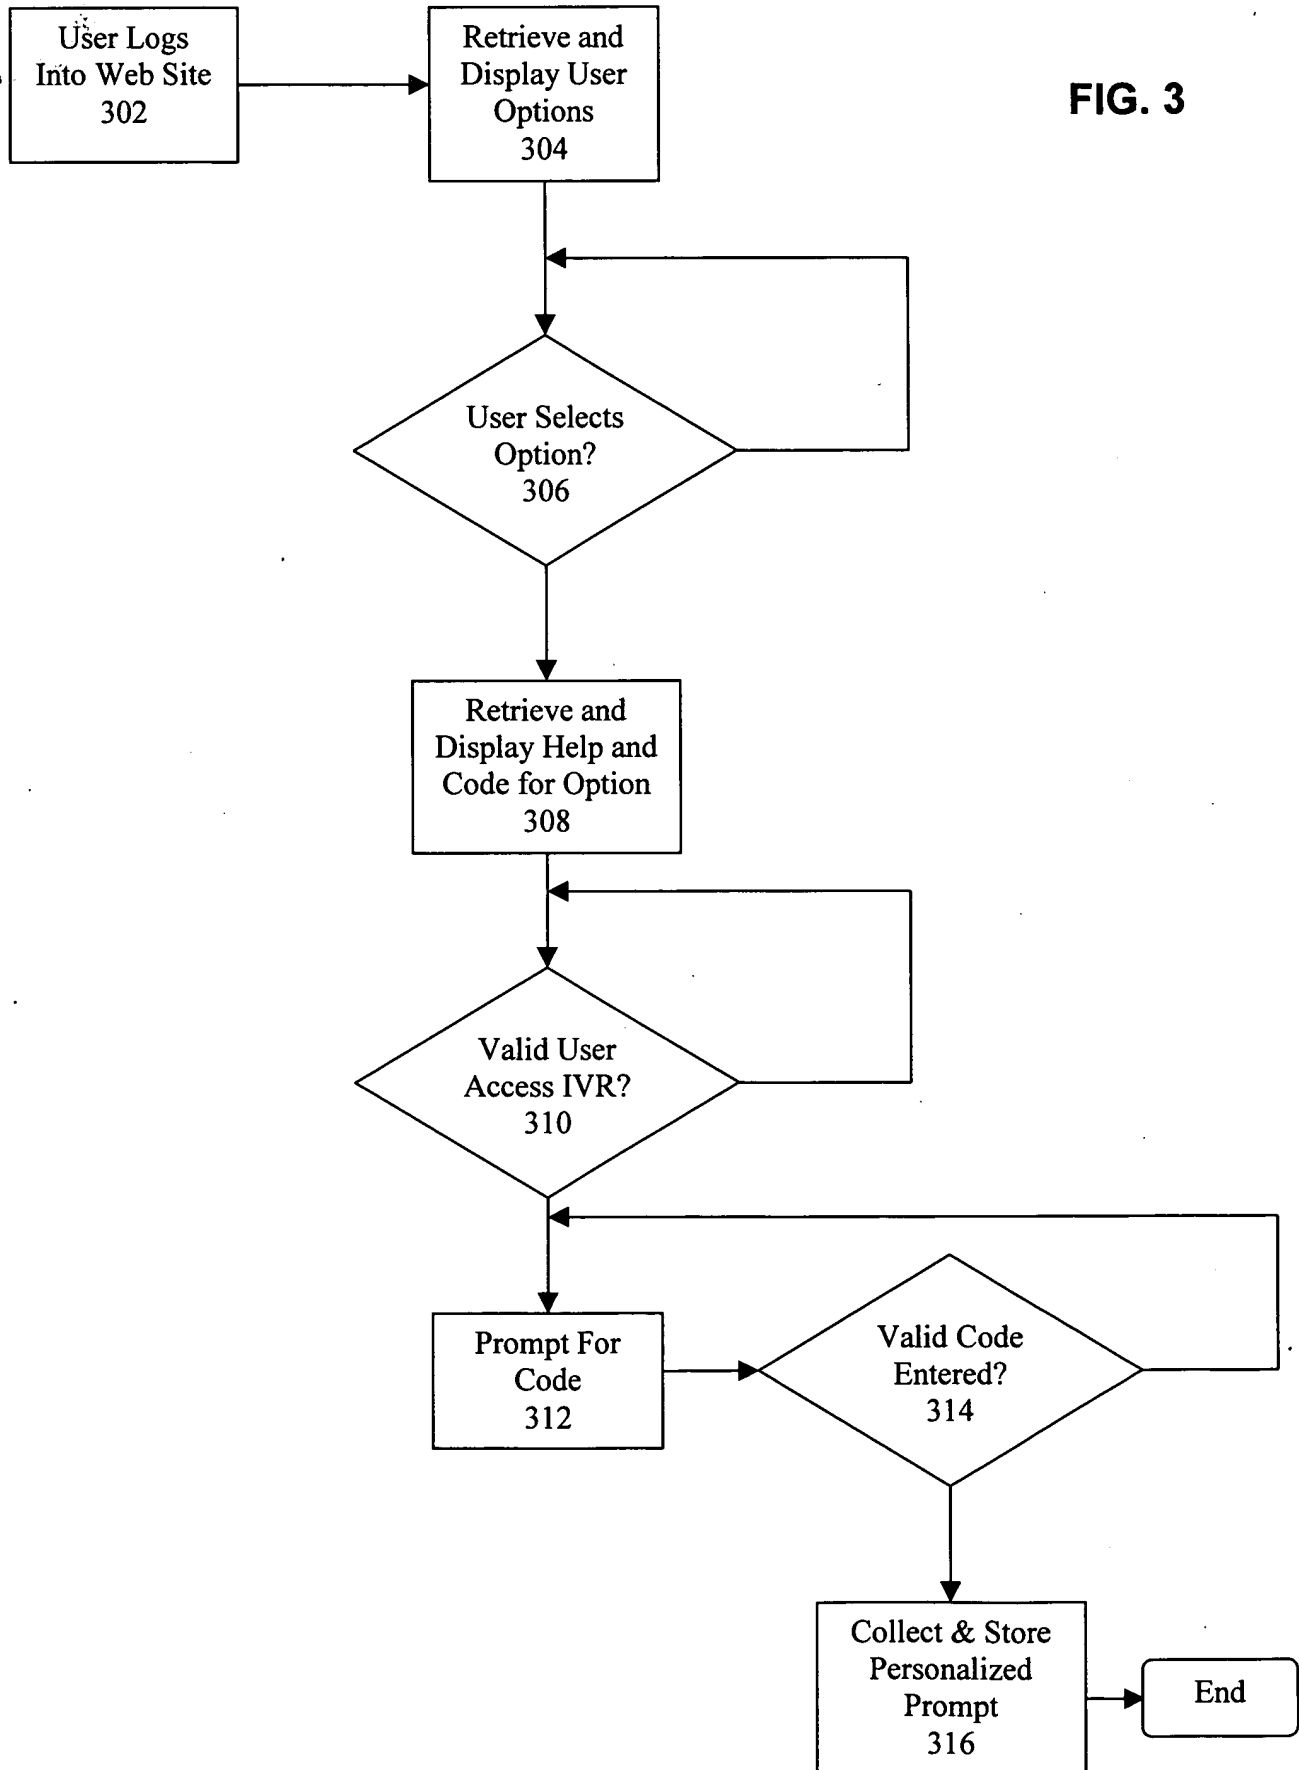 User Logs
Into Web Site
302
Retrieve and
Display User
Options
304
FIG. 3
User Selects
Option?
306
Retrieve and
Display Help and
Code for Option
308
Valid User
Access IVR?
310
Prompt For
Code
312
Valid Code
Entered?
314
Collect & Store
Personalized
Prompt
316
End